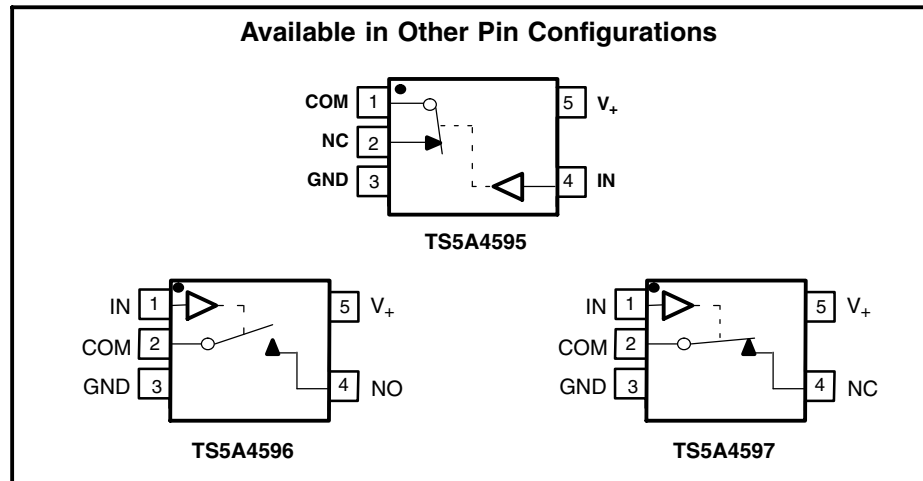 Available in Other Pin Configurations
COM 1
5 V+
NC 2
GND 3
4 IN
TS5A4595
IN 1
5 V+
COM 2
GND 3
4 NO
TS5A4596
IN 1
5 V+
COM 2
GND 3
4 NC
TS5A4597